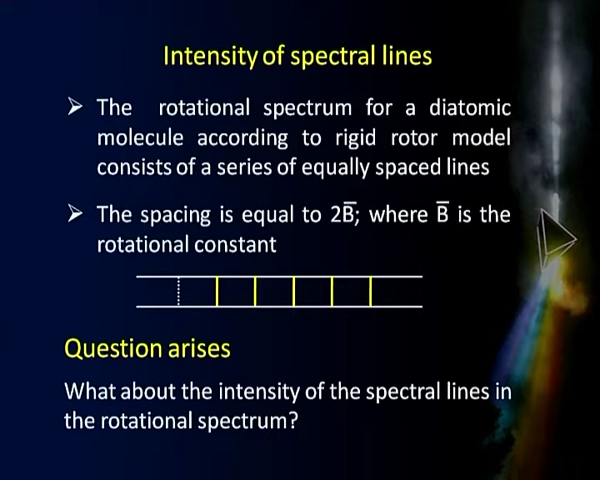 Intensity of spectral lines
➢ The rotational spectrum for a diatomic
molecule according to rigid rotor model
consists of a series of equally spaced lines
➢ The spacing is equal to 2B̅; where B̅ is the
rotational constant
Question arises
What about the intensity of the spectral lines in
the rotational spectrum?